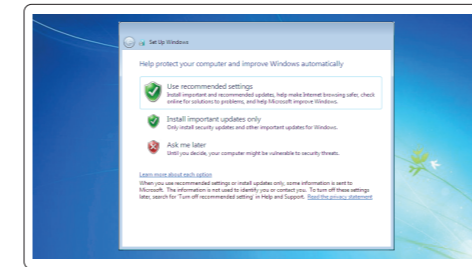 Set Up Windows
Help protect your computer and improve Windows automatically
Use recommended settings
Install important and recommended updates, help make Internet browsing safer, check
online for solutions to problems, and help Microsoft improve Windows.
Install important updates only
Only install security updates and other important updates for Windows.
Ask me later
Until you decide, your computer might be vulnerable to security threats.
Learn more about each option
When you use recommended settings or install updates only, some information is sent to
Microsoft. The information is not used to identify you or contact you. To turn off these settings
later, search for 'Turn off recommended setting' in Help and Support. Read the privacy statement